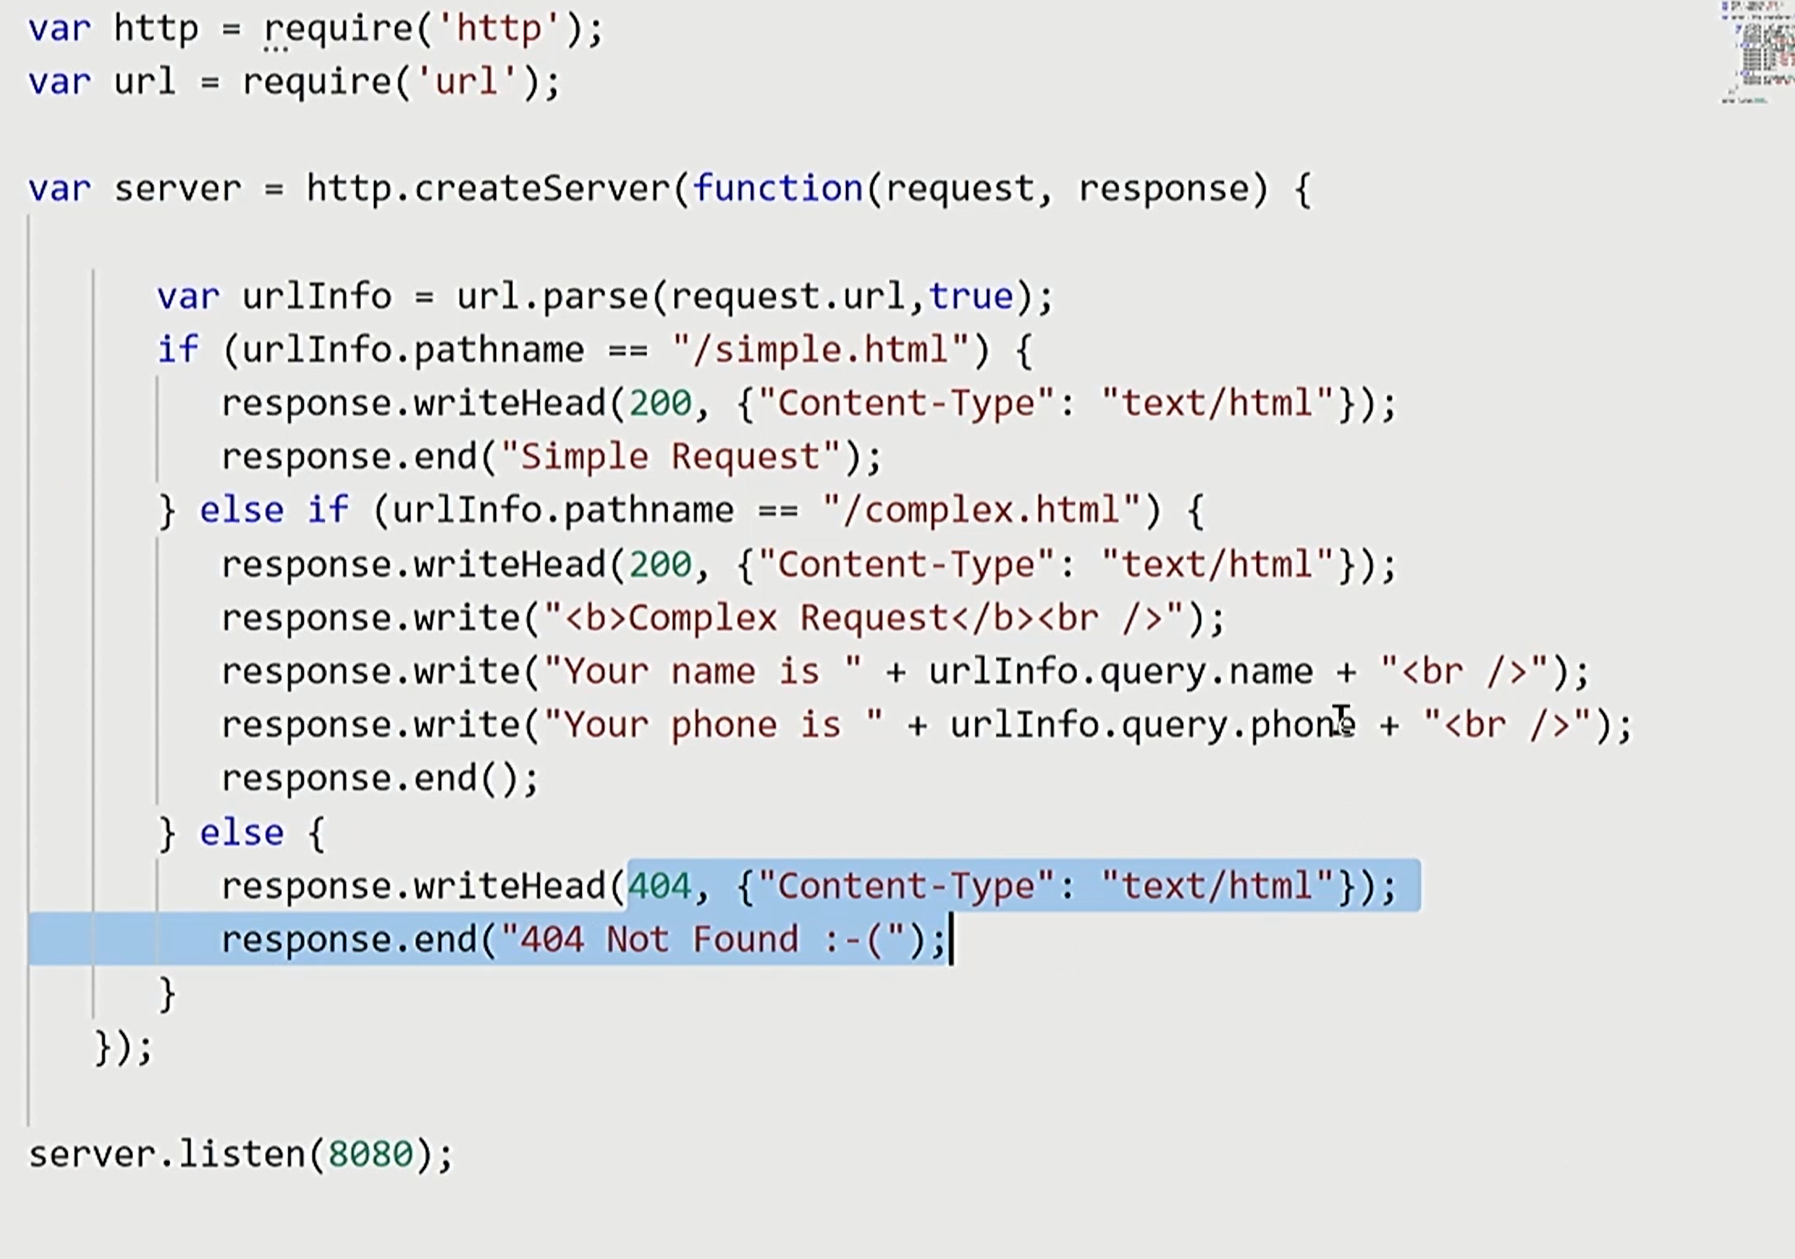 var http = require('http');
var url = require('url');
var server = http.createServer(function(request, response) {
var urlInfo = url.parse(request.url,true);
if (urlInfo.pathname == "/simple.html") {
response.writeHead(200, {"Content-Type": "text/html"});
response.end("Simple Request");
} else if (urlInfo.pathname == "/complex.html") {
response.writeHead(200, {"Content-Type": "text/html"});
response.write("<b>Complex Request</b><br />");
response.write("Your name is " + urlInfo.query.name + "<br />");
response.write("Your phone is " + urlInfo.query.phone + "<br />");
response.end();
} else {
response.writeHead(404, {"Content-Type": "text/html"});
response.end("404 Not Found :-(");
}
});
server.listen(8080);